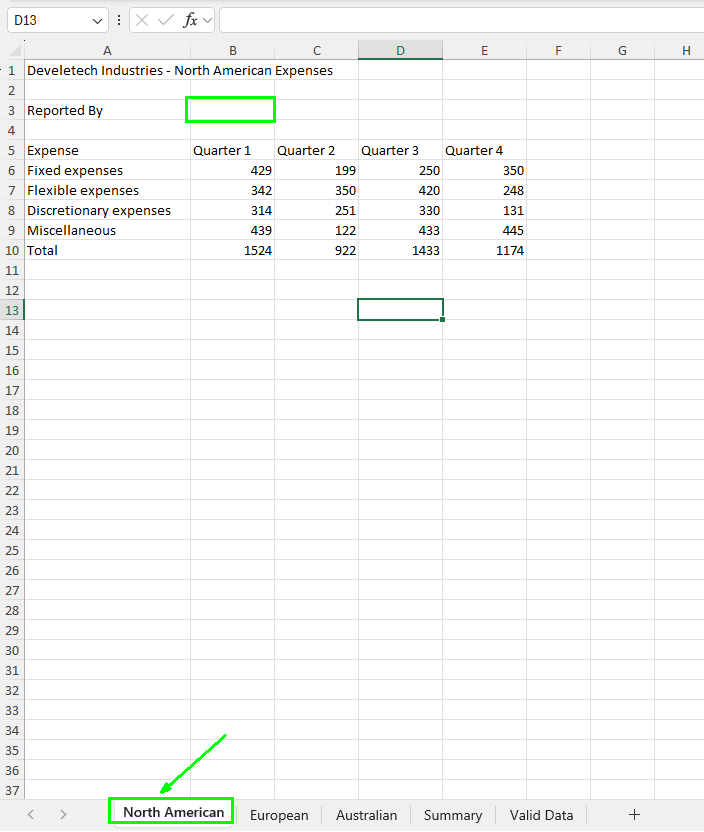 D13 fx
A B C D E F G H
1 Develetech Industries - North American Expenses
2
3 Reported By
4
5 Expense Quarter 1 Quarter 2 Quarter 3 Quarter 4
6 Fixed expenses 429 199 250 350
7 Flexible expenses 342 350 420 248
8 Discretionary expenses 314 251 330 131
9 Miscellaneous 439 122 433 445
10 Total 1524 922 1433 1174
11
12
13
14
15
16
17
18
19
20
21
22
23
24
25
26
27
28
29
30
31
32
33
34
35
36
37
North American European Australian Summary Valid Data